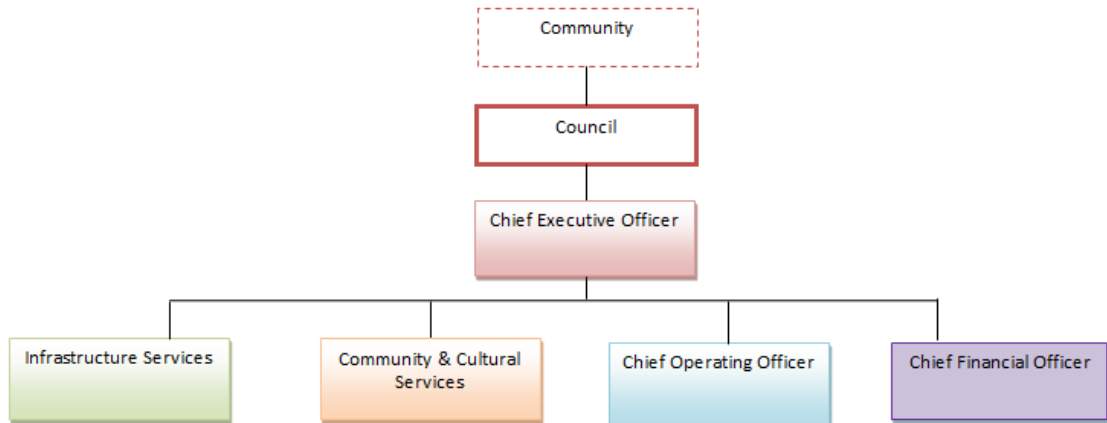 Community
Council
Chief Executive Officer
Infrastructure Services
Community & Cultural
Services
Chief Operating Officer
Chief Financial Officer